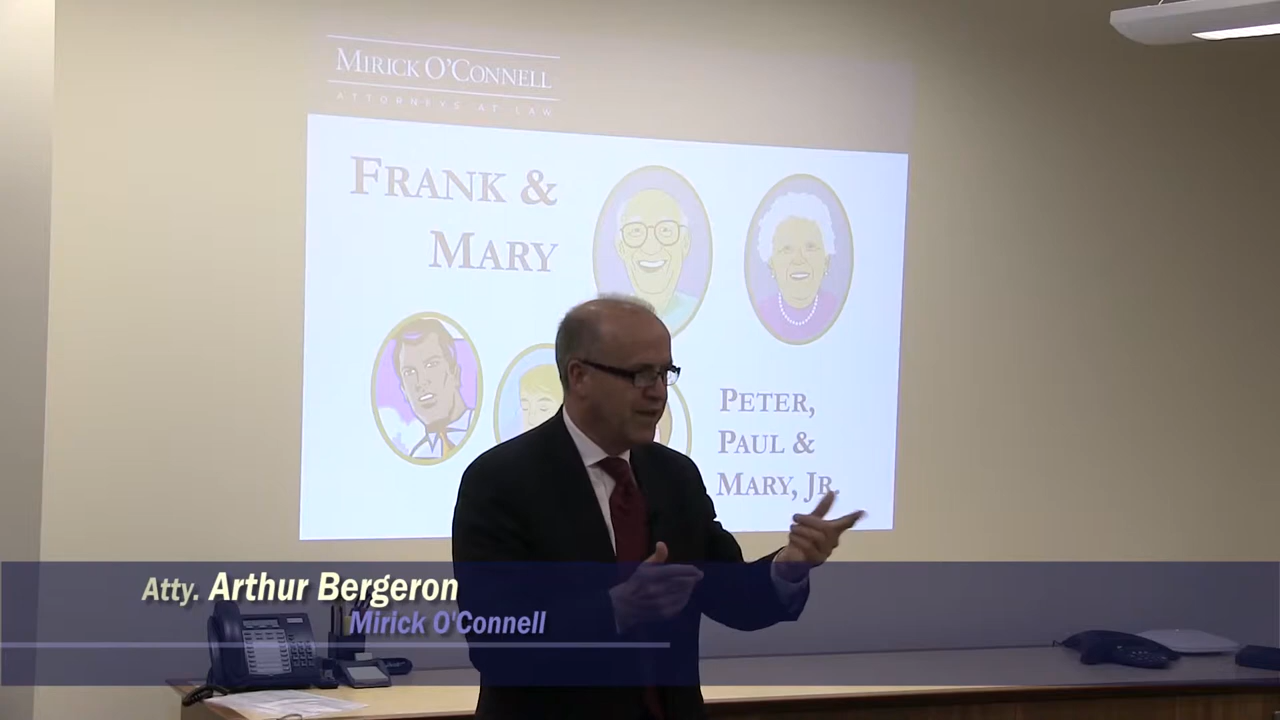 MIRICK O'CONNELL
ATTORNEYS AT LAW
FRANK &
MARY
PETER,
PAUL &
MARY, JR.
Atty. Arthur Bergeron
Mirick O'Connell